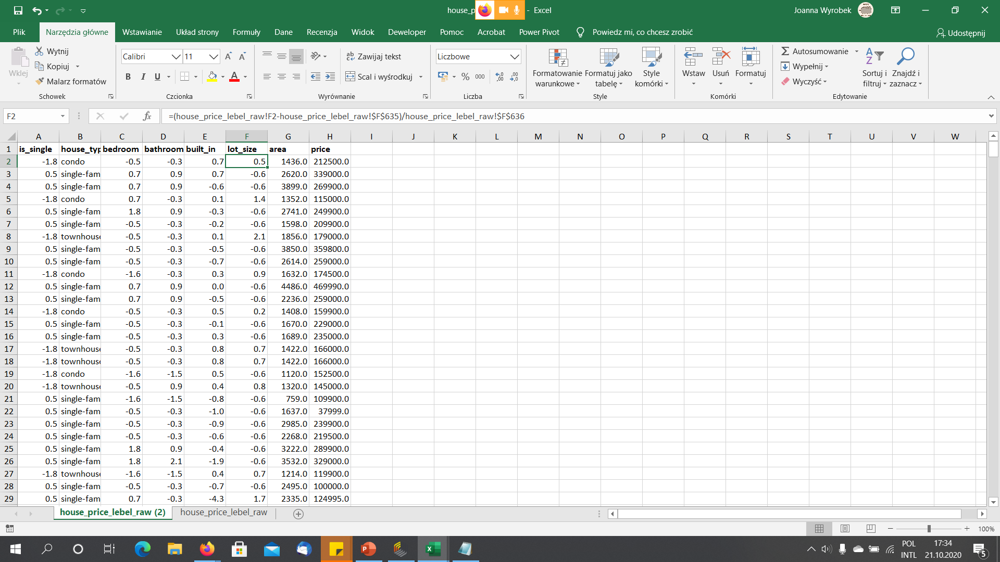 house_p - Excel Joanna Wyrobek
Plik Narzędzia główne Wstawianie Układ strony Formuły Dane Recenzja Widok Deweloper Pomoc Acrobat Power Pivot Powiedz mi, co chcesz zrobić Udostępnij
Wklej
Wytnij
Kopiuj
Malarz formatów
Schowek
Calibri 11
B I U A
Czcionka
Zawijaj tekst
Scal i wyśrodkuj
Wyrównanie
Liczbowe
% 000
Liczba
Formatowanie warunkowe
Formatuj jako tabelę
Style komórki
Style
Wstaw Usuń Formatuj
Komórki
Autosumowanie
Wypełnij
Wyczyść
Sortuj i filtruj
Znajdź i zaznacz
Edytowanie
F2 fx =(house_price_lebel_raw!F2-house_price_lebel_raw!$F$635)/house_price_lebel_raw!$F$636
A B C D E F G H I J K L M N O P Q R S T U V W
1 is_single house_typ bedroom bathroom built_in lot_size area price
2 -1.8 condo -0.5 -0.3 0.7 0.5 1436.0 212500.0
3 0.5 single-fam 0.7 0.9 0.7 -0.6 2620.0 339000.0
4 0.5 single-fam 0.7 0.9 -0.6 -0.6 3899.0 269900.0
5 -1.8 condo 0.7 -0.3 0.1 1.4 1352.0 115000.0
6 0.5 single-fam 1.8 0.9 -0.3 -0.6 2741.0 249900.0
7 0.5 single-fam -0.5 -0.3 -0.2 -0.6 1598.0 209900.0
8 -1.8 townhouse -0.5 -0.3 0.1 2.1 1856.0 179000.0
9 0.5 single-fam -0.5 -0.3 -0.5 -0.6 3850.0 359800.0
10 0.5 single-fam -0.5 -0.3 -0.7 -0.6 2614.0 259000.0
11 -1.8 condo -1.6 -0.3 0.3 0.9 1632.0 174500.0
12 0.5 single-fam 0.7 0.9 0.0 -0.6 4486.0 469990.0
13 0.5 single-fam 0.7 0.9 -0.5 -0.6 2236.0 259000.0
14 -1.8 condo -0.5 -0.3 0.5 0.2 1408.0 159900.0
15 0.5 single-fam -0.5 -0.3 -0.1 -0.6 1670.0 229000.0
16 0.5 single-fam -0.5 -0.3 0.3 -0.6 1689.0 235000.0
17 -1.8 townhouse -0.5 -0.3 0.8 0.7 1422.0 166000.0
18 -1.8 townhouse -0.5 -0.3 0.8 0.7 1422.0 166000.0
19 -1.8 condo -1.6 -1.5 0.5 -0.6 1120.0 152500.0
20 -1.8 townhouse -0.5 0.9 0.4 0.8 1320.0 145000.0
21 0.5 single-fam -1.6 -1.5 -0.8 -0.6 759.0 109900.0
22 0.5 single-fam -0.5 -0.3 -1.0 -0.6 1637.0 37999.0
23 0.5 single-fam -0.5 -0.3 -0.9 -0.6 2985.0 239900.0
24 0.5 single-fam -0.5 -0.3 -0.6 -0.6 2268.0 219500.0
25 0.5 single-fam 1.8 0.9 -0.4 -0.6 3222.0 289900.0
26 0.5 single-fam 1.8 2.1 -1.9 -0.6 3532.0 329000.0
27 -1.8 townhouse -1.6 -1.5 0.4 0.7 1214.0 119900.0
28 0.5 single-fam -0.5 -0.3 -0.7 -0.6 2495.0 100000.0
29 0.5 single-fam 0.7 -0.3 -4.3 1.7 2335.0 124995.0
house_price_lebel_raw (2) house_price_lebel_raw
100%
POL 17:34
INTL 21.10.2020 5